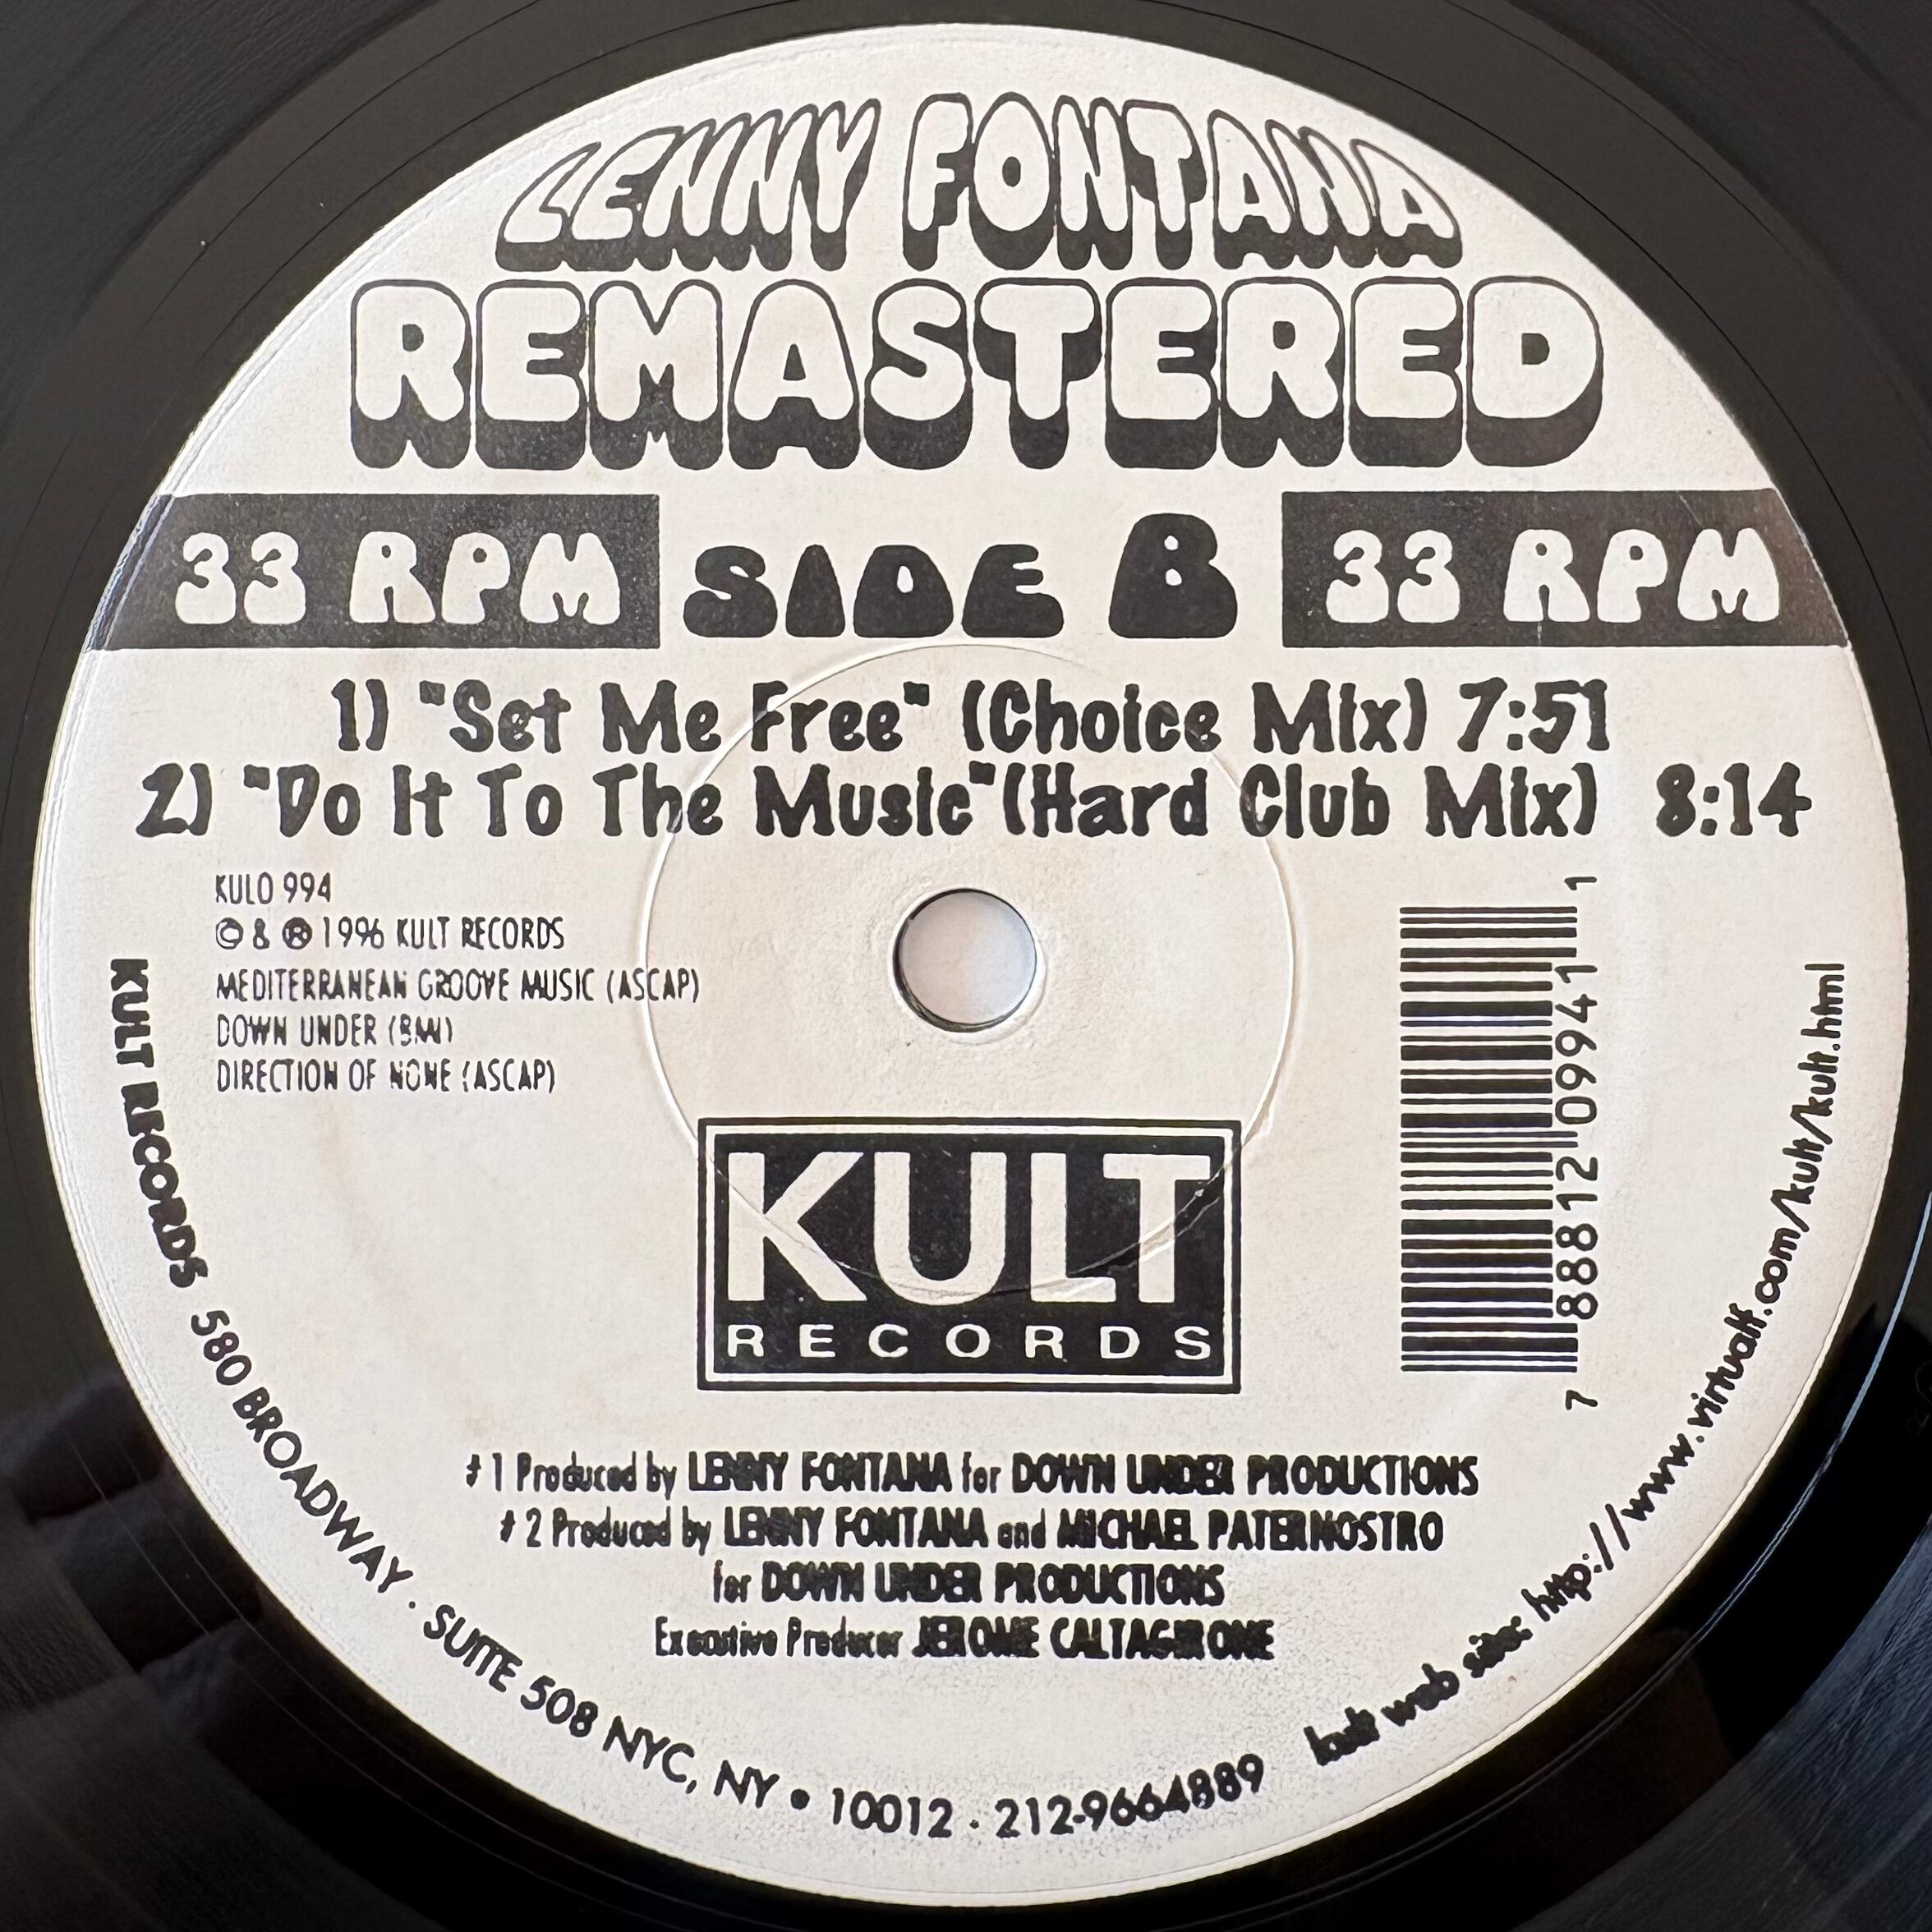 LENNY FONTANA
REMASTERED
33 RPM SIDE B 33 RPM
1) "Set Me Free" (Choice Mix) 7:51
2) "Do It To The Music" (Hard Club Mix) 8:14
KULO 994
© & ℗ 1996 KULT RECORDS
MEDITERRANEAN GROOVE MUSIC (ASCAP)
DOWN UNDER (BMI)
DIRECTION OF NONE (ASCAP)
1
88812 09941
7
KULT
RECORDS
# 1 Produced by LENNY FONTANA for DOWN UNDER PRODUCTIONS
# 2 Produced by LENNY FONTANA and MICHAEL PATERNOSTRO
for DOWN UNDER PRODUCTIONS
Executive Producer JEROME CALTAGIRONE
KULT RECORDS 580 BROADWAY · SUITE 508 NYC, NY • 10012 · 212-9664889 kult web site: http://www.virtualf.com/kult/kult.hml